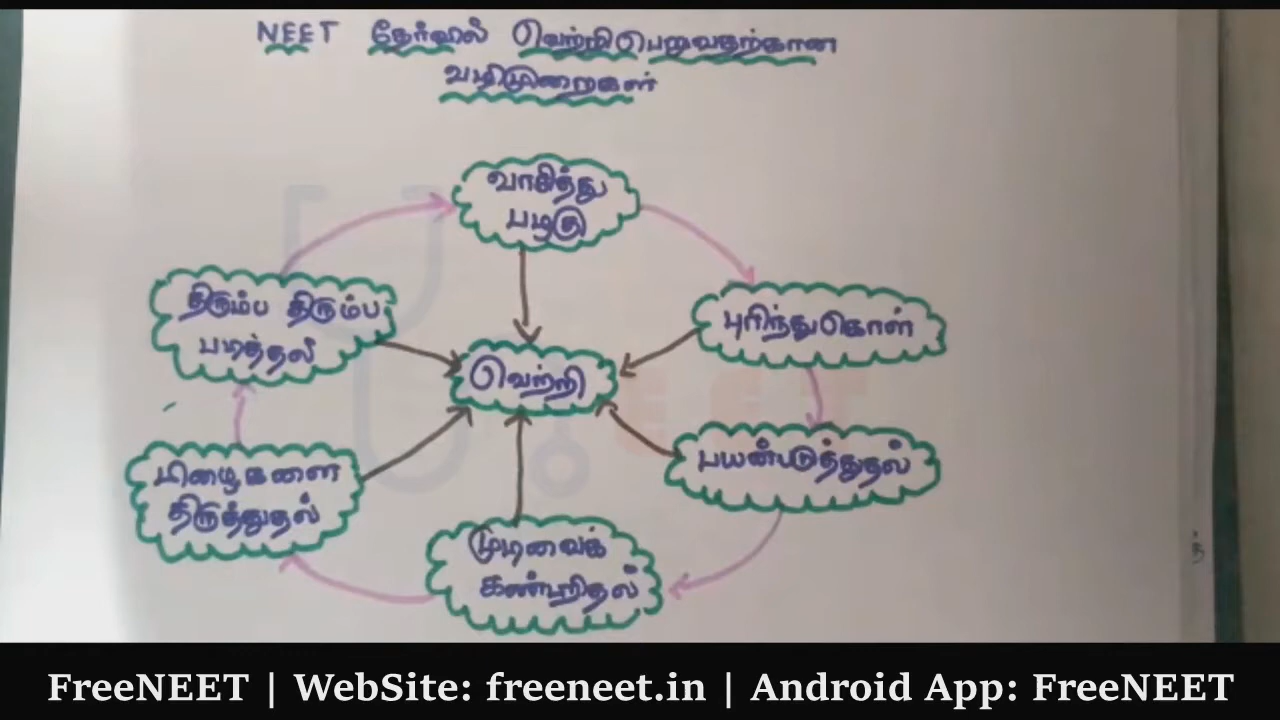 NEET தேர்வில் வெற்றிபெறுவதற்கான
வழிமுறைகள்
வாசித்து
பழகு
திரும்ப திரும்ப
படித்தல்
புரிந்துகொள்
வெற்றி
பிழைகளை
திருத்துதல்
பயன்படுத்துதல்
முடிவைக்
கண்டறிதல்
FreeNEET | WebSite: freeneet.in | Android App: FreeNEET